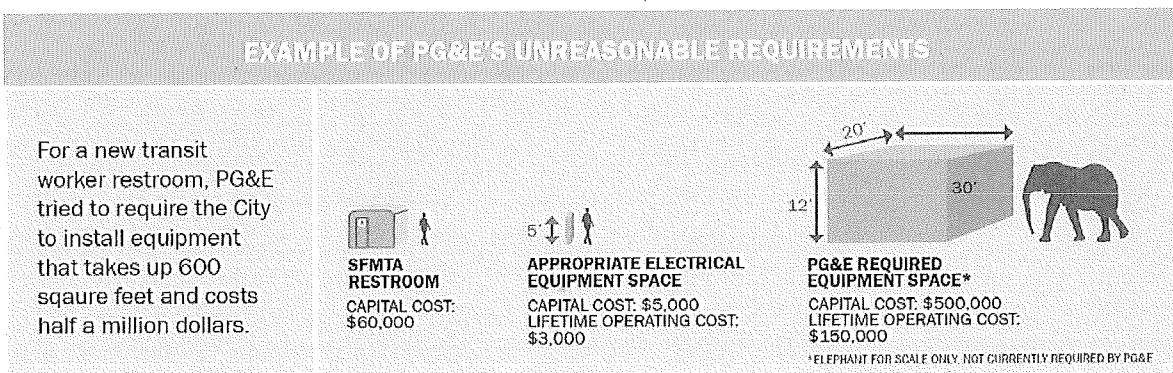 EXAMPLE OF PG&E'S UNREASONABLE REQUIREMENTS
For a new transit
worker restroom, PG&E
tried to require the City
to install equipment
that takes up 600
sqaure feet and costs
half a million dollars.
SFMTA
RESTROOM
CAPITAL COST:
$60,000
5'
APPROPRIATE ELECTRICAL
EQUIPMENT SPACE
CAPITAL COST: $5,000
LIFETIME OPERATING COST:
$3,000
20'
12'
30'
PG&E REQUIRED
EQUIPMENT SPACE*
CAPITAL COST: $500,000
LIFETIME OPERATING COST:
$150,000
*ELEPHANT FOR SCALE ONLY, NOT CURRENTLY REQUIRED BY PG&E